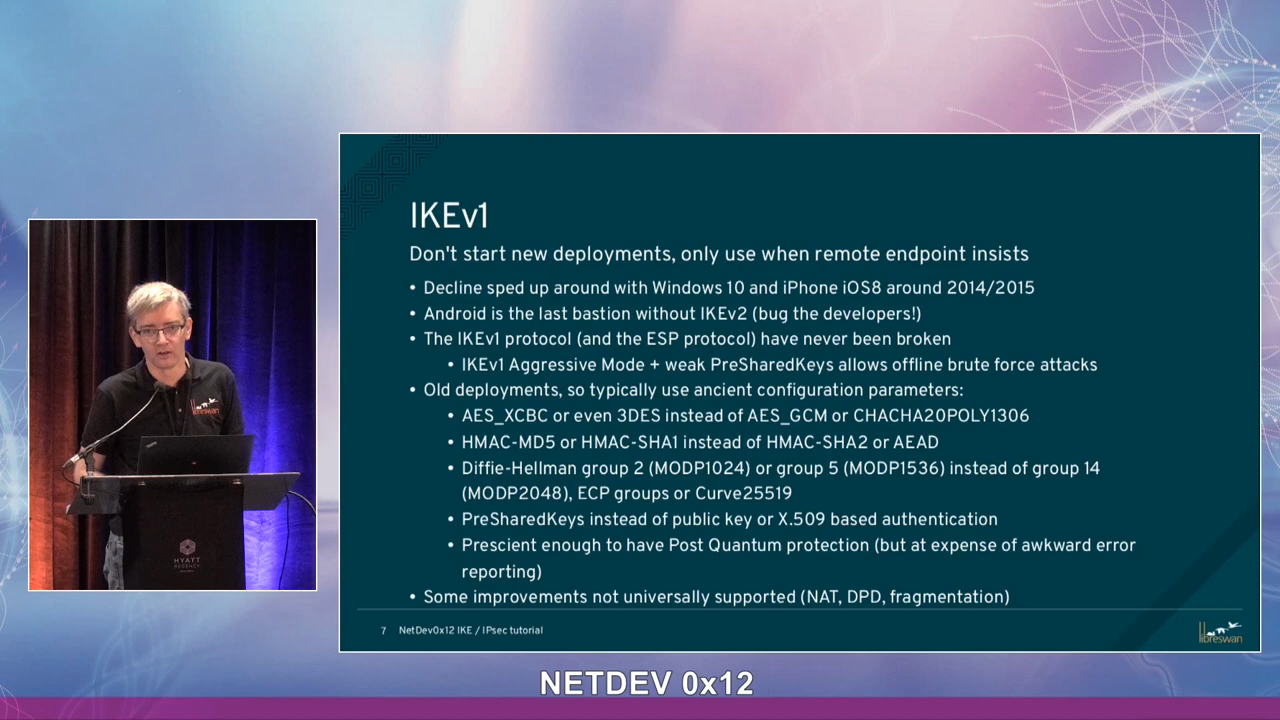 IKEv1
Don't start new deployments, only use when remote endpoint insists
• Decline sped up around with Windows 10 and iPhone iOS8 around 2014/2015
• Android is the last bastion without IKEv2 (bug the developers!)
• The IKEv1 protocol (and the ESP protocol) have never been broken
• IKEv1 Aggressive Mode + weak PreSharedKeys allows offline brute force attacks
• Old deployments, so typically use ancient configuration parameters:
• AES_XCBC or even 3DES instead of AES_GCM or CHACHA20POLY1306
• HMAC-MD5 or HMAC-SHA1 instead of HMAC-SHA2 or AEAD
• Diffie-Hellman group 2 (MODP1024) or group 5 (MODP1536) instead of group 14
(MODP2048), ECP groups or Curve25519
• PreSharedKeys instead of public key or X.509 based authentication
• Prescient enough to have Post Quantum protection (but at expense of awkward error
reporting)
• Some improvements not universally supported (NAT, DPD, fragmentation)
7 NetDev0x12 IKE / IPsec tutorial
libreswan
libreswan
HYATT
REGENCY
NETDEV 0x12